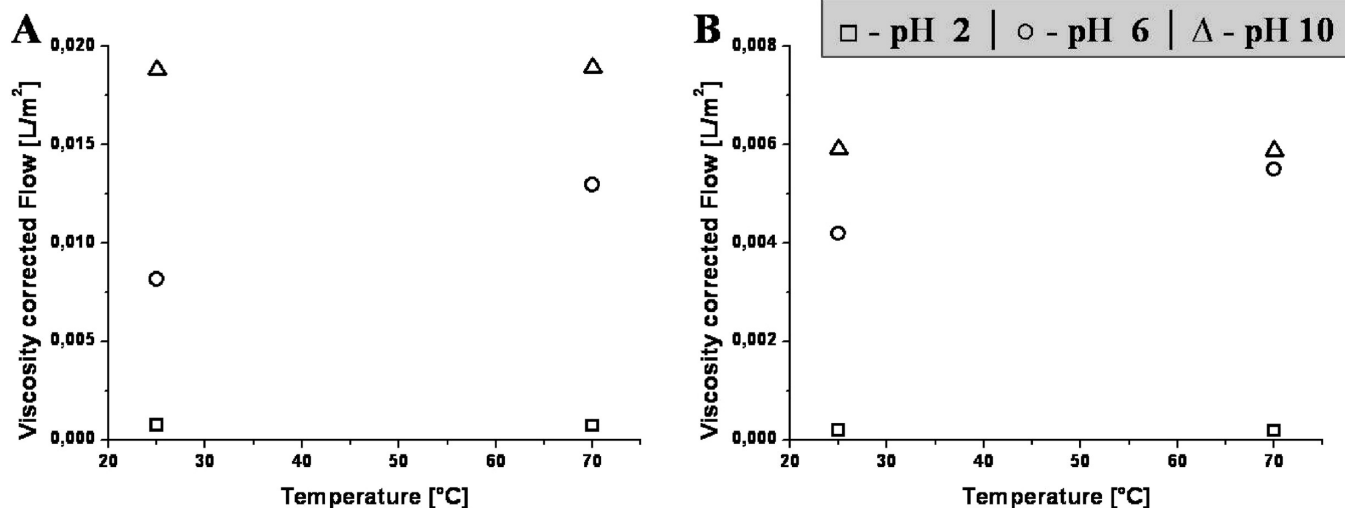 A
B
□ - pH 2 | ○ - pH 6 | Δ - pH 10
Viscosity corrected Flow [L/m²]
0,020
0,015
0,010
0,005
0,000
20 30 40 50 60 70
Temperature [°C]
Viscosity corrected Flow [L/m²]
0,008
0,006
0,004
0,002
0,000
20 30 40 50 60 70
Temperature [°C]